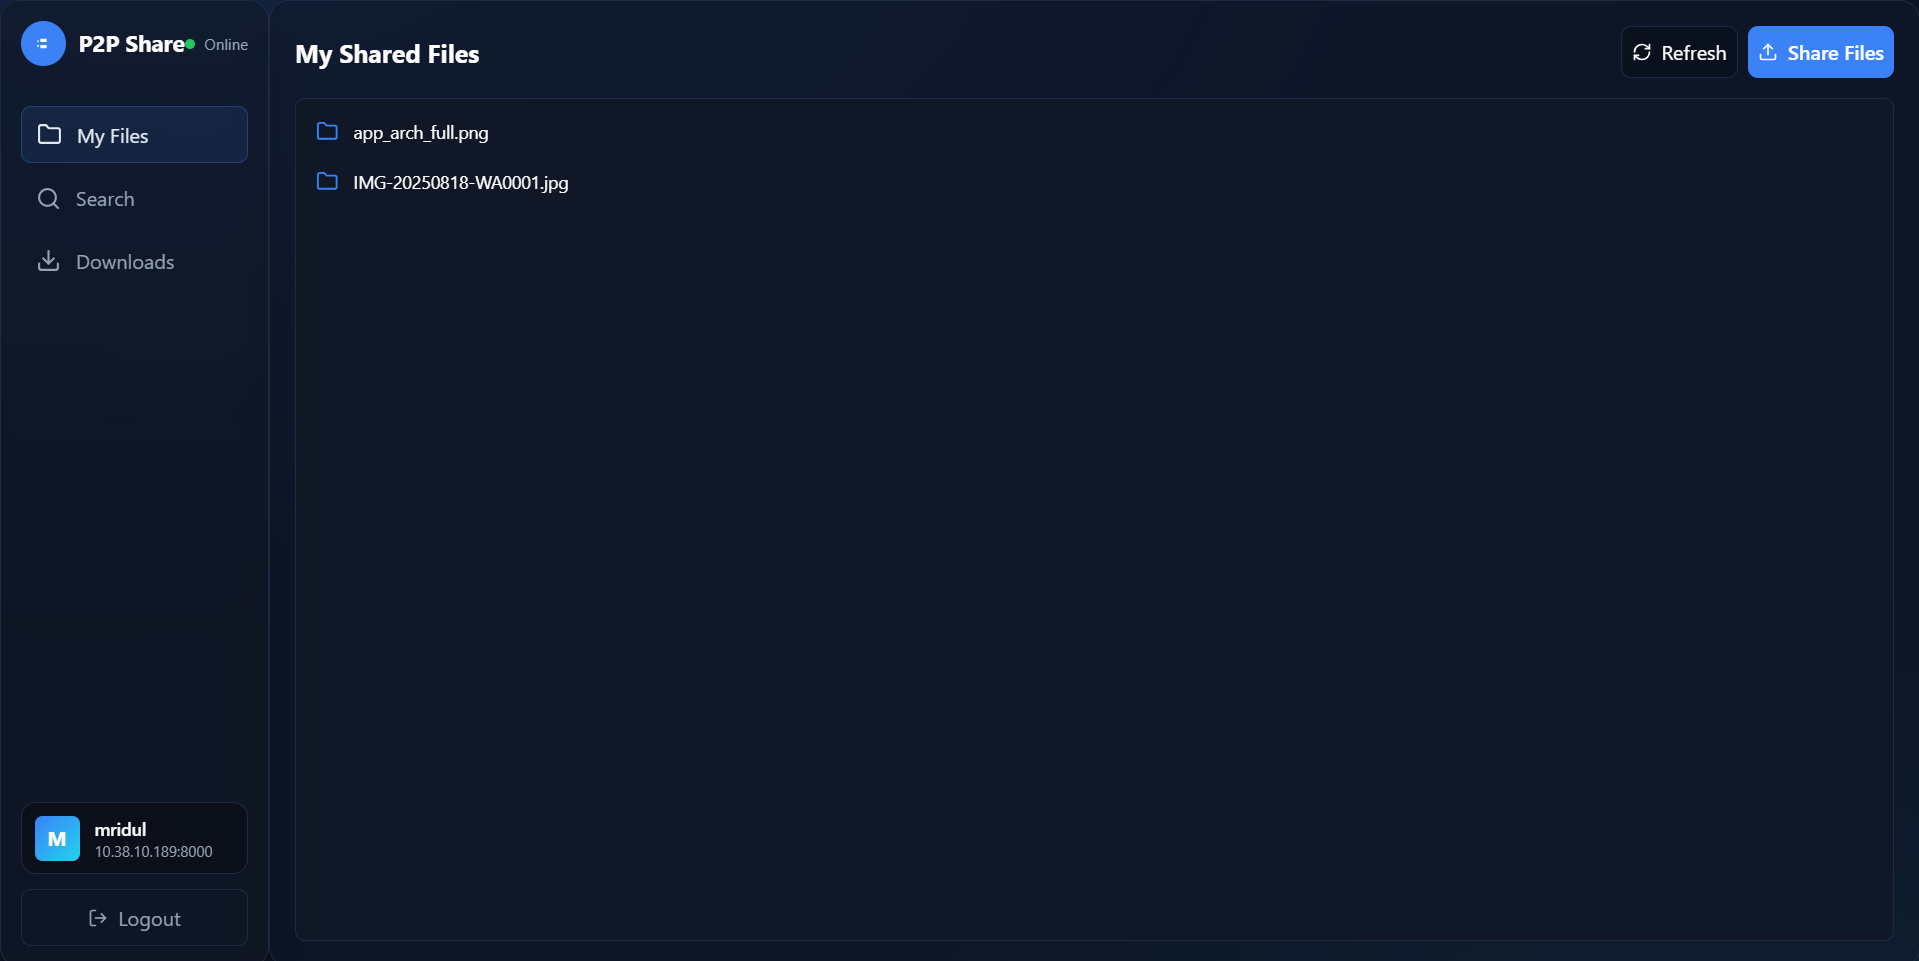 P2P Share Online
My Files
Search
Downloads
M
mridul
10.38.10.189:8000
Logout
My Shared Files
Refresh
Share Files
app_arch_full.png
IMG-20250818-WA0001.jpg